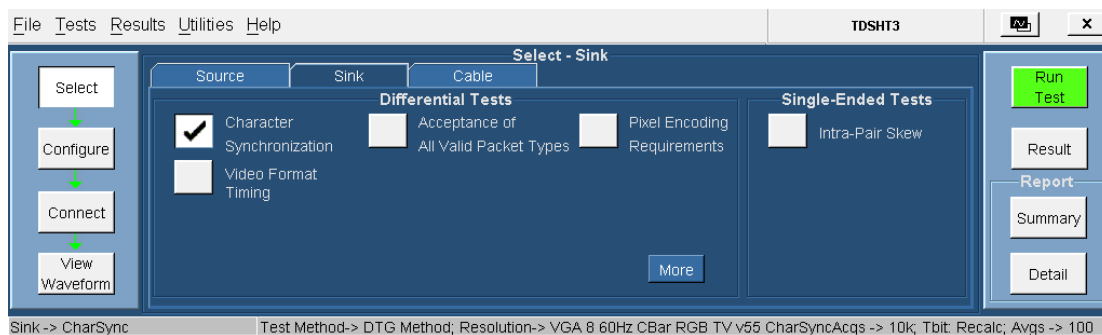 File Tests Results Utilities Help
TDSHT3
x
Select - Sink
Source Sink Cable
Select
Configure
Connect
View
Waveform
Differential Tests
Character
Synchronization
Acceptance of
All Valid Packet Types
Pixel Encoding
Requirements
Video Format
Timing
More
Single-Ended Tests
Intra-Pair Skew
Run
Test
Result
Report
Summary
Detail
Sink -> CharSync
Test Method-> DTG Method; Resolution-> VGA 8 60Hz CBar RGB TV v55 CharSyncAcqs -> 10k; Tbit: Recalc; Avgs -> 100